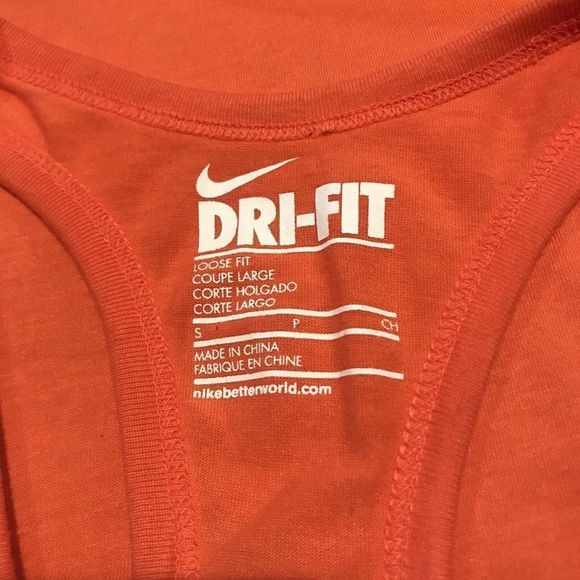 DRI-FIT
LOOSE FIT
COUPE LARGE
CORTE HOLGADO
CORTE LARGO
S P CH
MADE IN CHINA
FABRIQUE EN CHINE
nikebetterworld.com